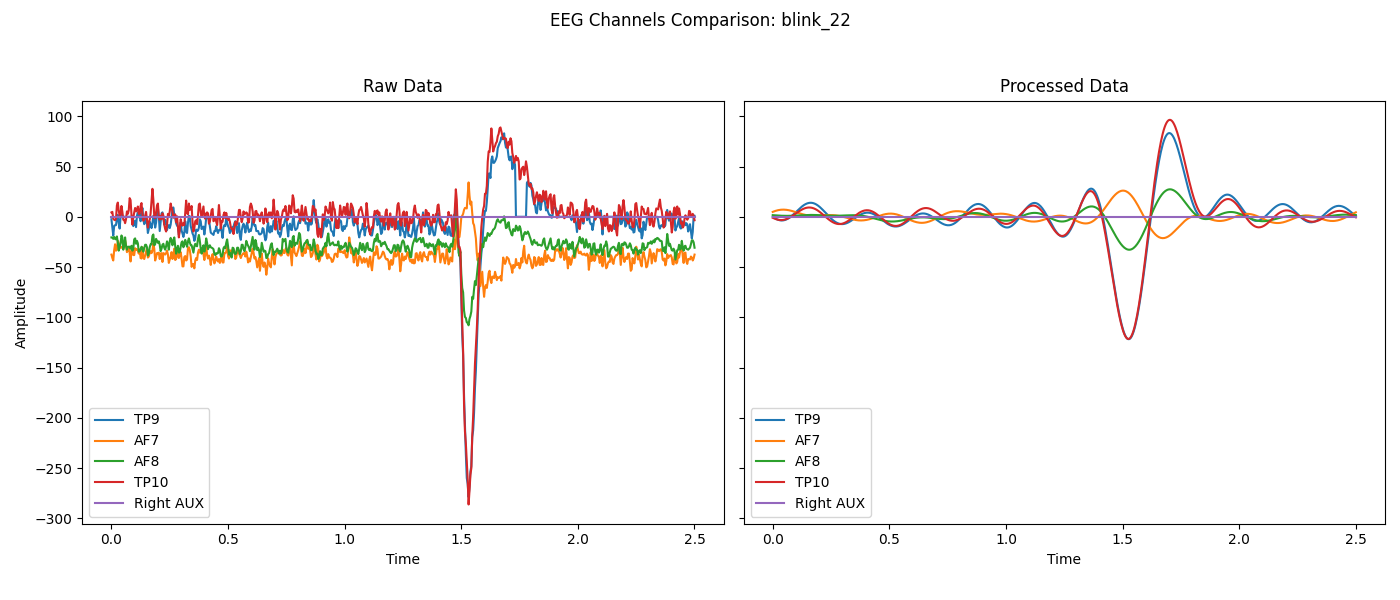 EEG Channels Comparison: blink_22
Raw Data
Processed Data
100
50
0
−50
−100
−150
−200
−250
−300
Amplitude
TP9
AF7
AF8
TP10
Right AUX
TP9
AF7
AF8
TP10
Right AUX
0.0 0.5 1.0 1.5 2.0 2.5
0.0 0.5 1.0 1.5 2.0 2.5
Time
Time